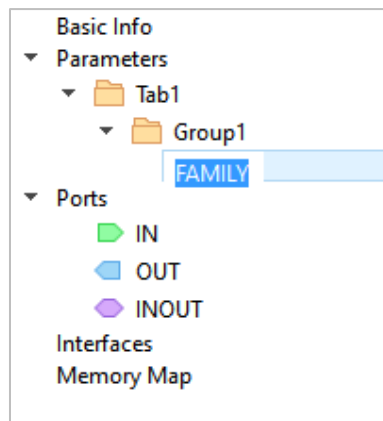 Basic Info
Parameters
Tab1
Group1
FAMILY
Ports
IN
OUT
INOUT
Interfaces
Memory Map